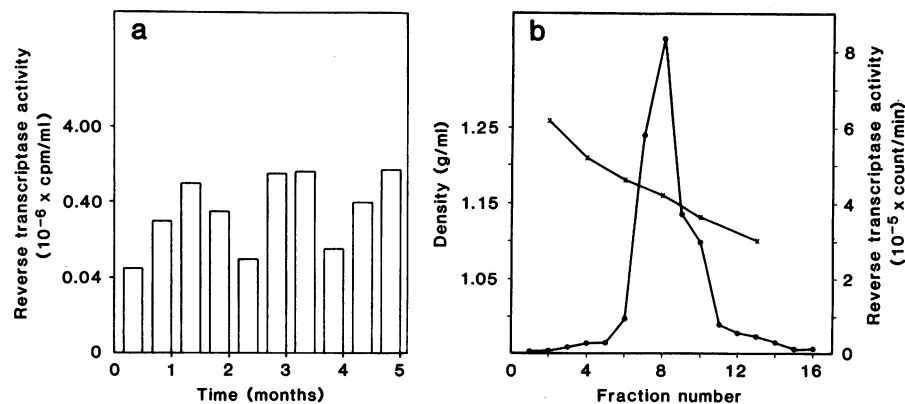 a
Reverse transcriptase activity
(10⁻⁶ x cpm/ml)
4.00
0.40
0.04
0
0 1 2 3 4 5
Time (months)
b
Density (g/ml)
1.25
1.15
1.05
0 4 8 12 16
Fraction number
8
6
4
2
0
Reverse transcriptase activity
(10⁻⁵ x count/min)